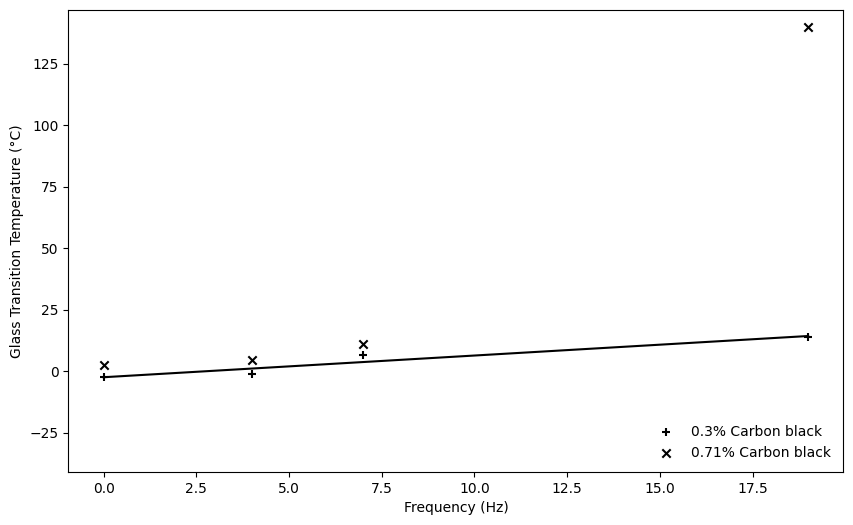 Glass Transition Temperature (°C)
125
100
75
50
25
0
−25
0.0 2.5 5.0 7.5 10.0 12.5 15.0 17.5
Frequency (Hz)
0.3% Carbon black
0.71% Carbon black